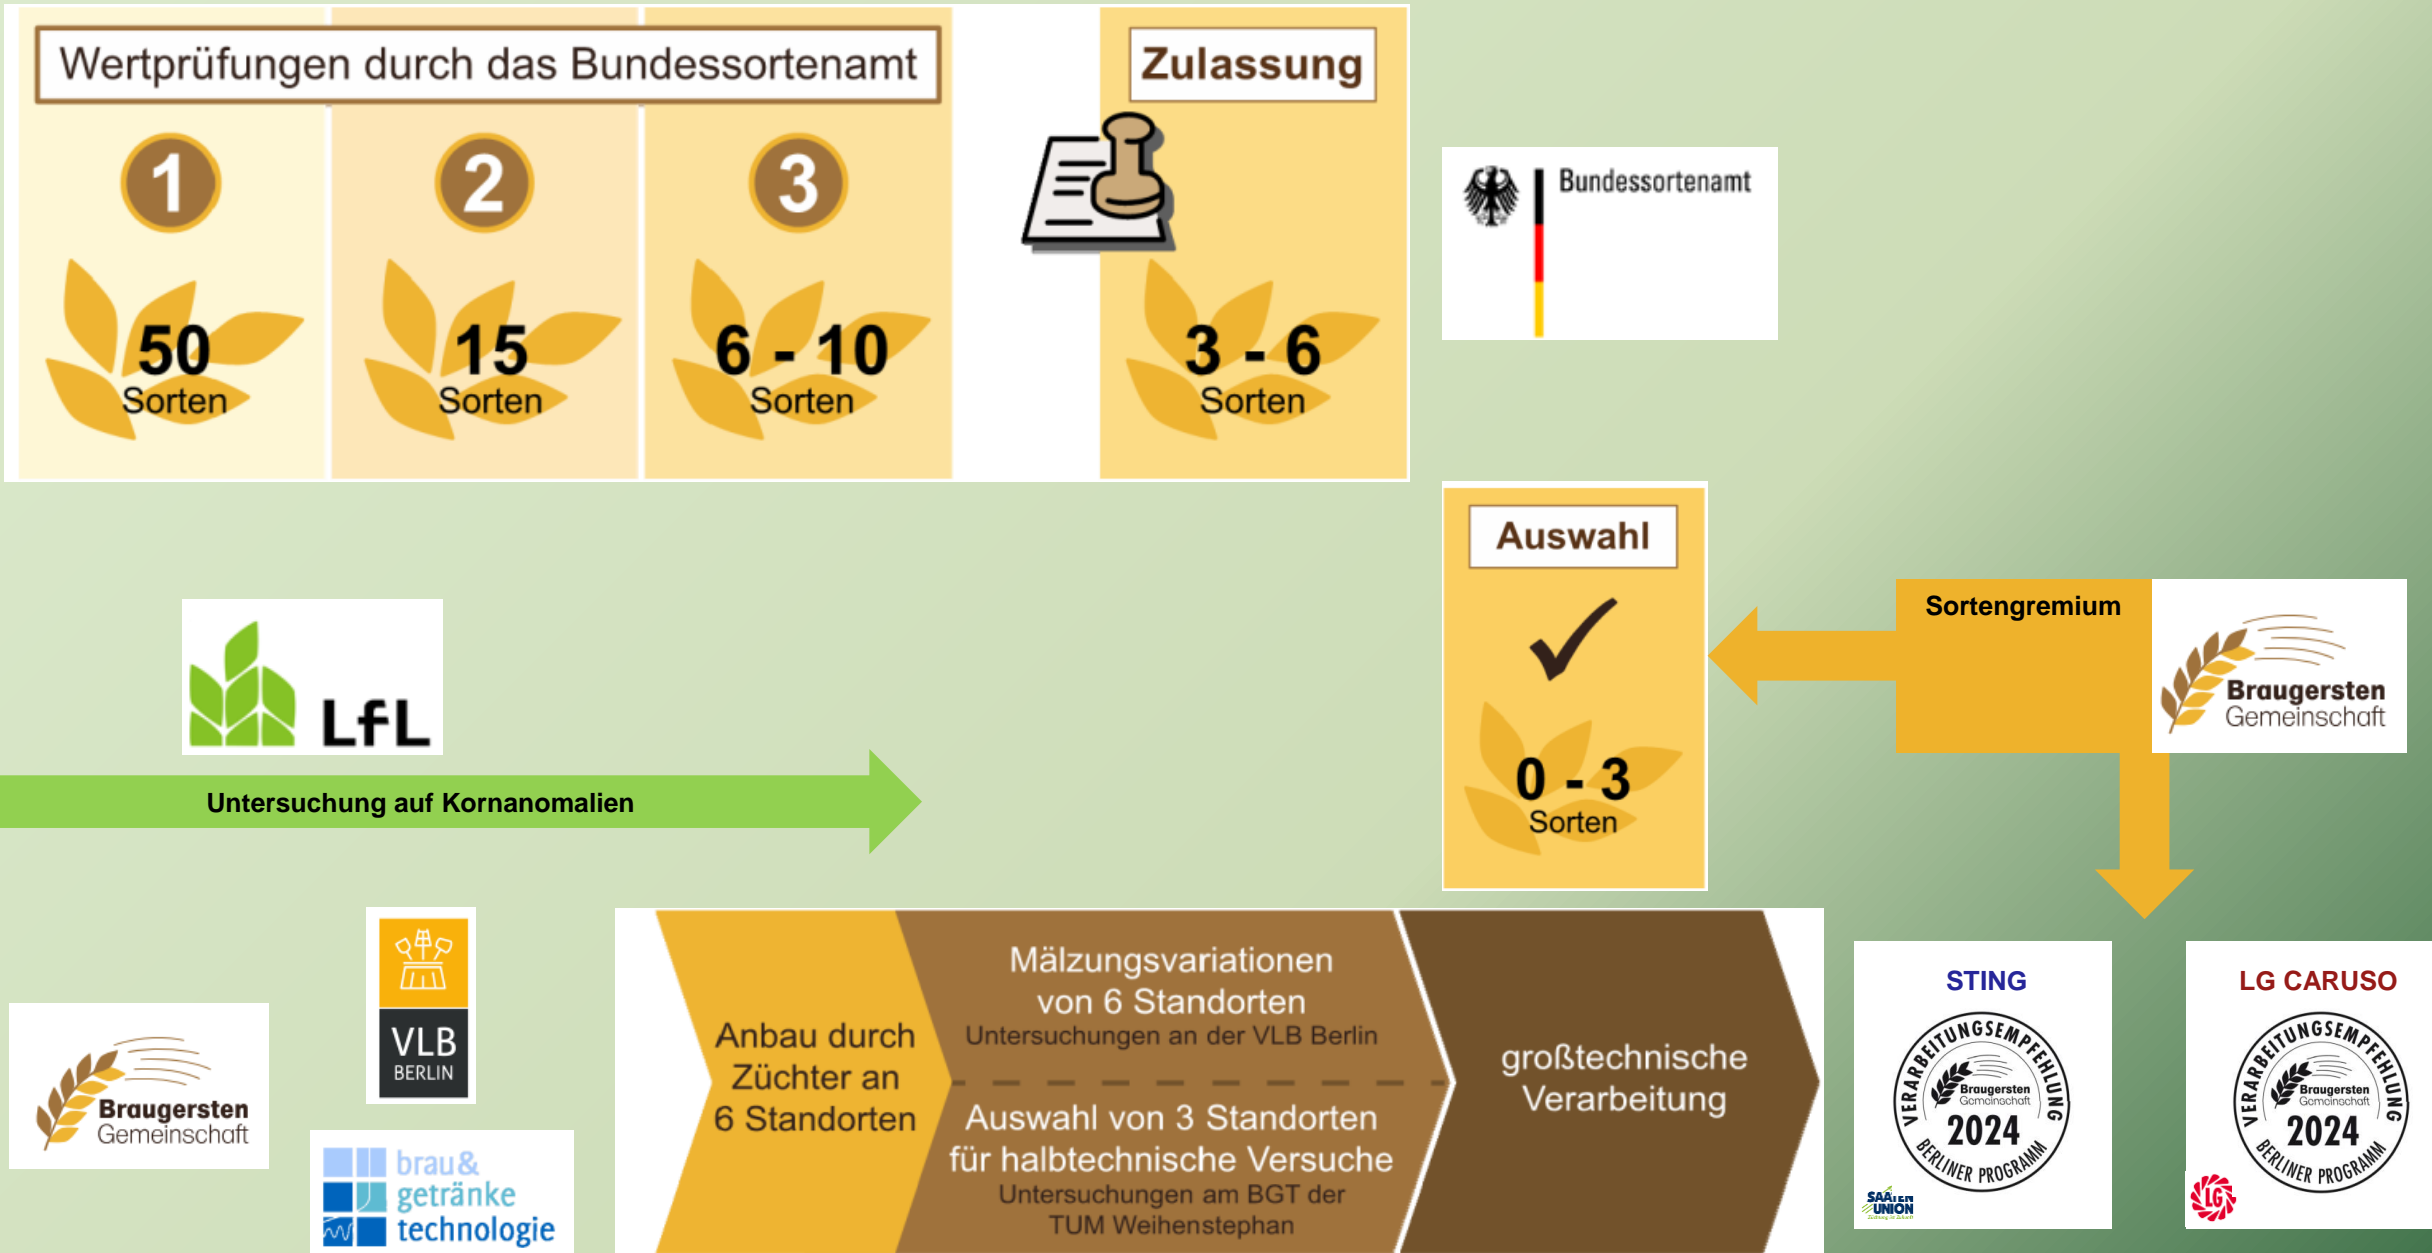 Wertprüfungen durch das Bundessortenamt
Zulassung
1
2
3
50
Sorten
15
Sorten
6 - 10
Sorten
3 - 6
Sorten
Bundessortenamt
Auswahl
0 - 3
Sorten
Sortengremium
Braugersten
Gemeinschaft
LfL
Untersuchung auf Kornanomalien
Braugersten
Gemeinschaft
VLB
BERLIN
brau&
getränke
technologie
Anbau durch
Züchter an
6 Standorten
Mälzungsvariationen
von 6 Standorten
Untersuchungen an der VLB Berlin
Auswahl von 3 Standorten
für halbtechnische Versuche
Untersuchungen am BGT der
TUM Weihenstephan
großtechnische
Verarbeitung
STING
VERARBEITUNGSEMPFEHLUNG
Braugersten
Gemeinschaft
2024
BERLINER PROGRAMM
SAATEN
UNION
LG CARUSO
VERARBEITUNGSEMPFEHLUNG
Braugersten
Gemeinschaft
2024
BERLINER PROGRAMM
LG